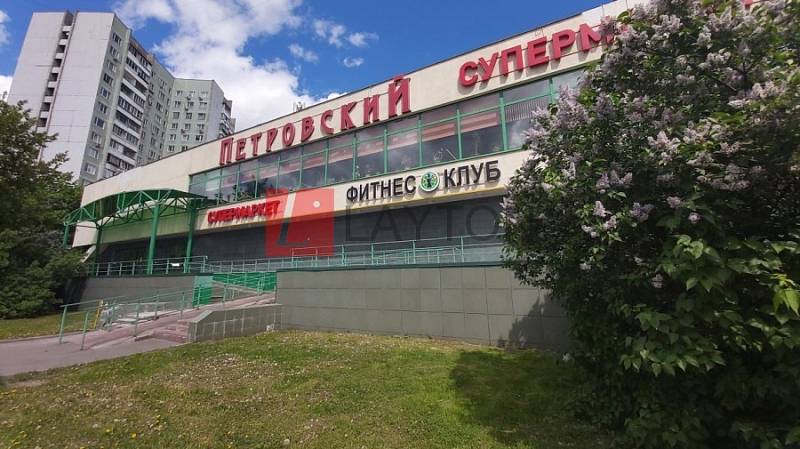 ПЕТРОВСКИЙ СУПЕРМ
СУПЕРМАРКЕТ ФИТНЕС КЛУБ
LAYTO